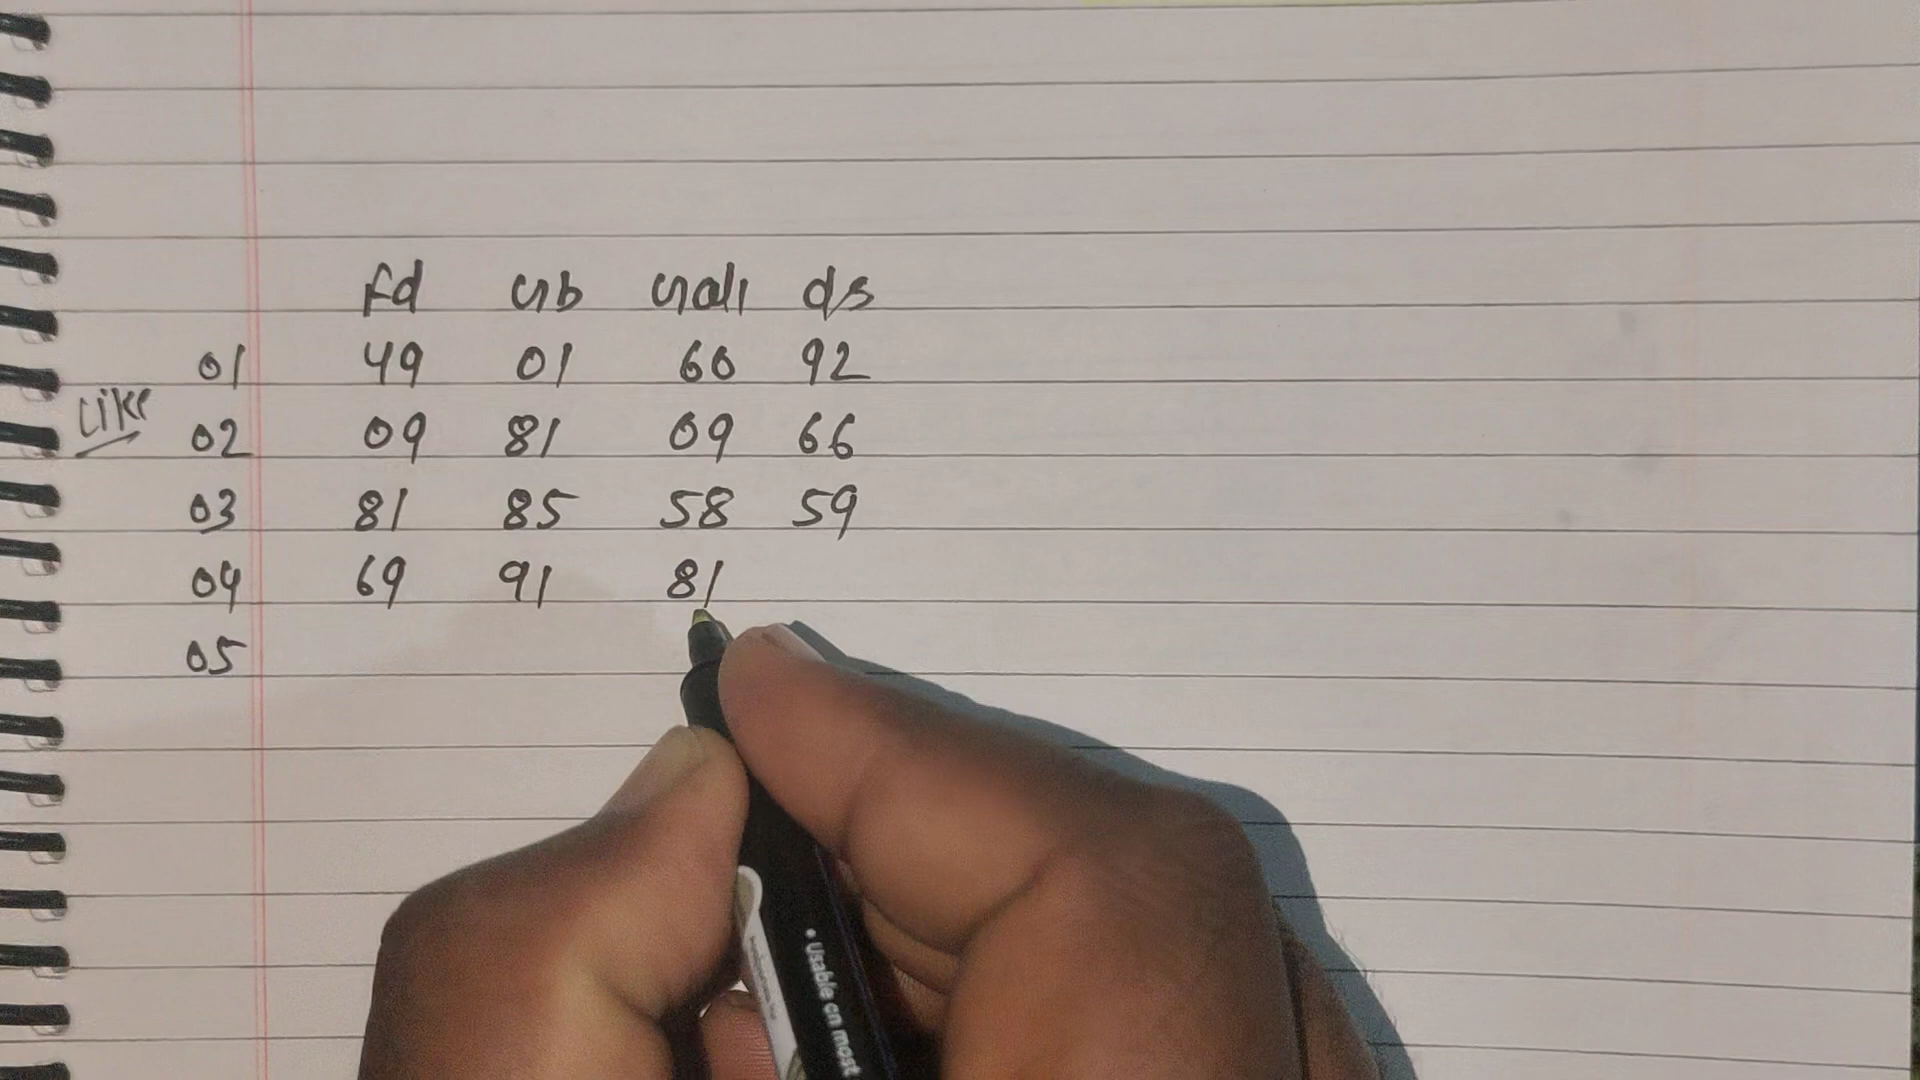 fd GB Gali ds
01 49 01 60 92
Like
02 09 81 09 66
03 81 85 58 59
04 69 91 81
05
• Usable on most